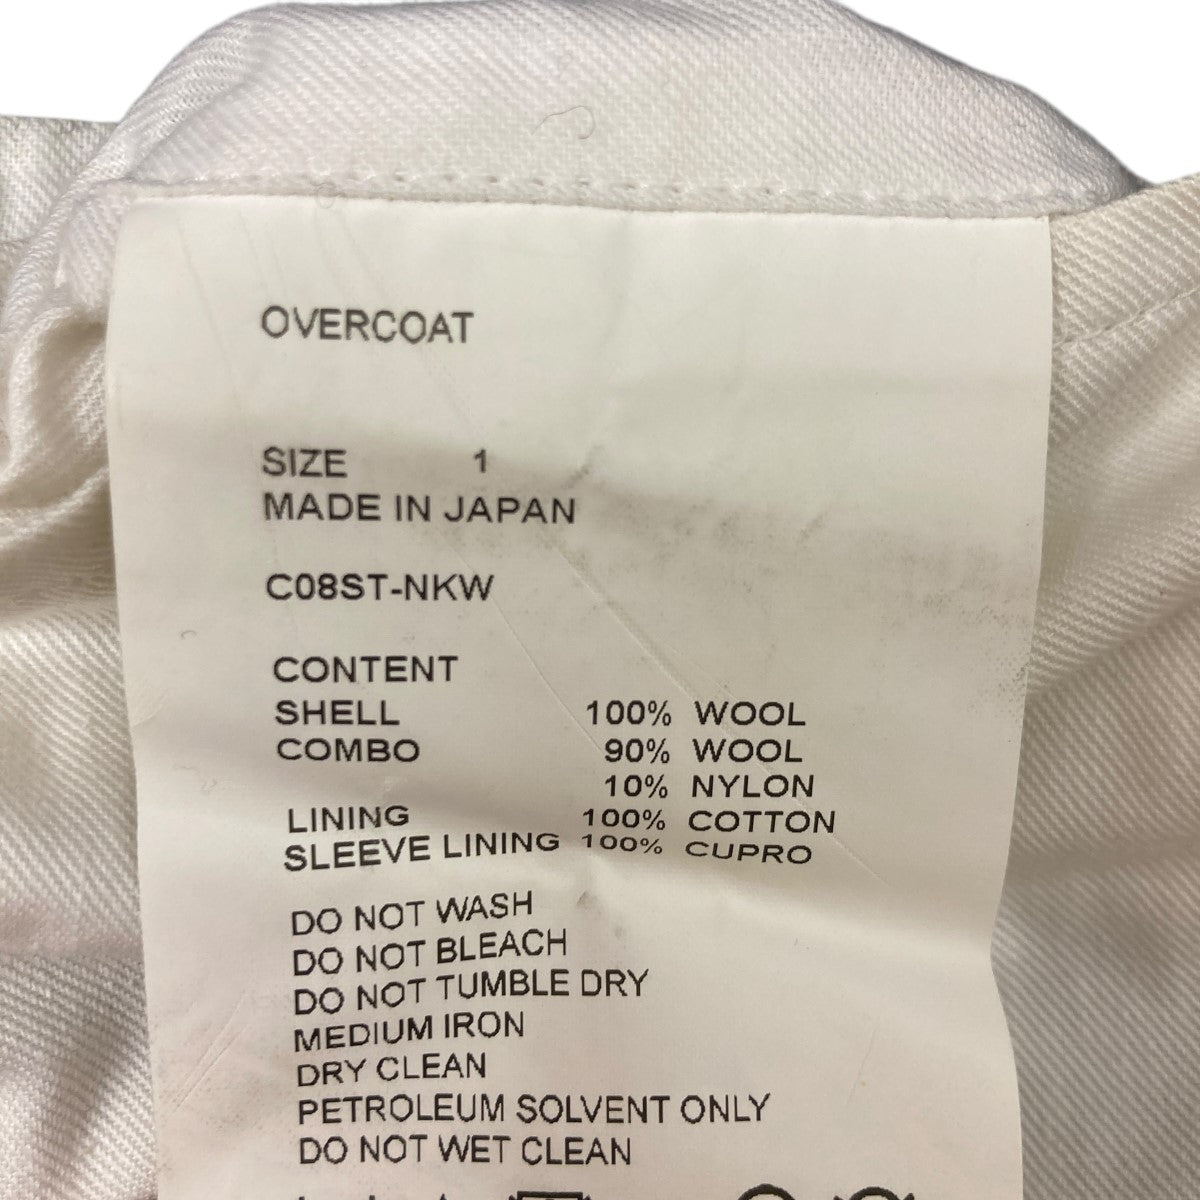 OVERCOAT
SIZE 1
MADE IN JAPAN
C08ST-NKW
CONTENT
SHELL 100% WOOL
COMBO 90% WOOL
10% NYLON
LINING 100% COTTON
SLEEVE LINING 100% CUPRO
DO NOT WASH
DO NOT BLEACH
DO NOT TUMBLE DRY
MEDIUM IRON
DRY CLEAN
PETROLEUM SOLVENT ONLY
DO NOT WET CLEAN